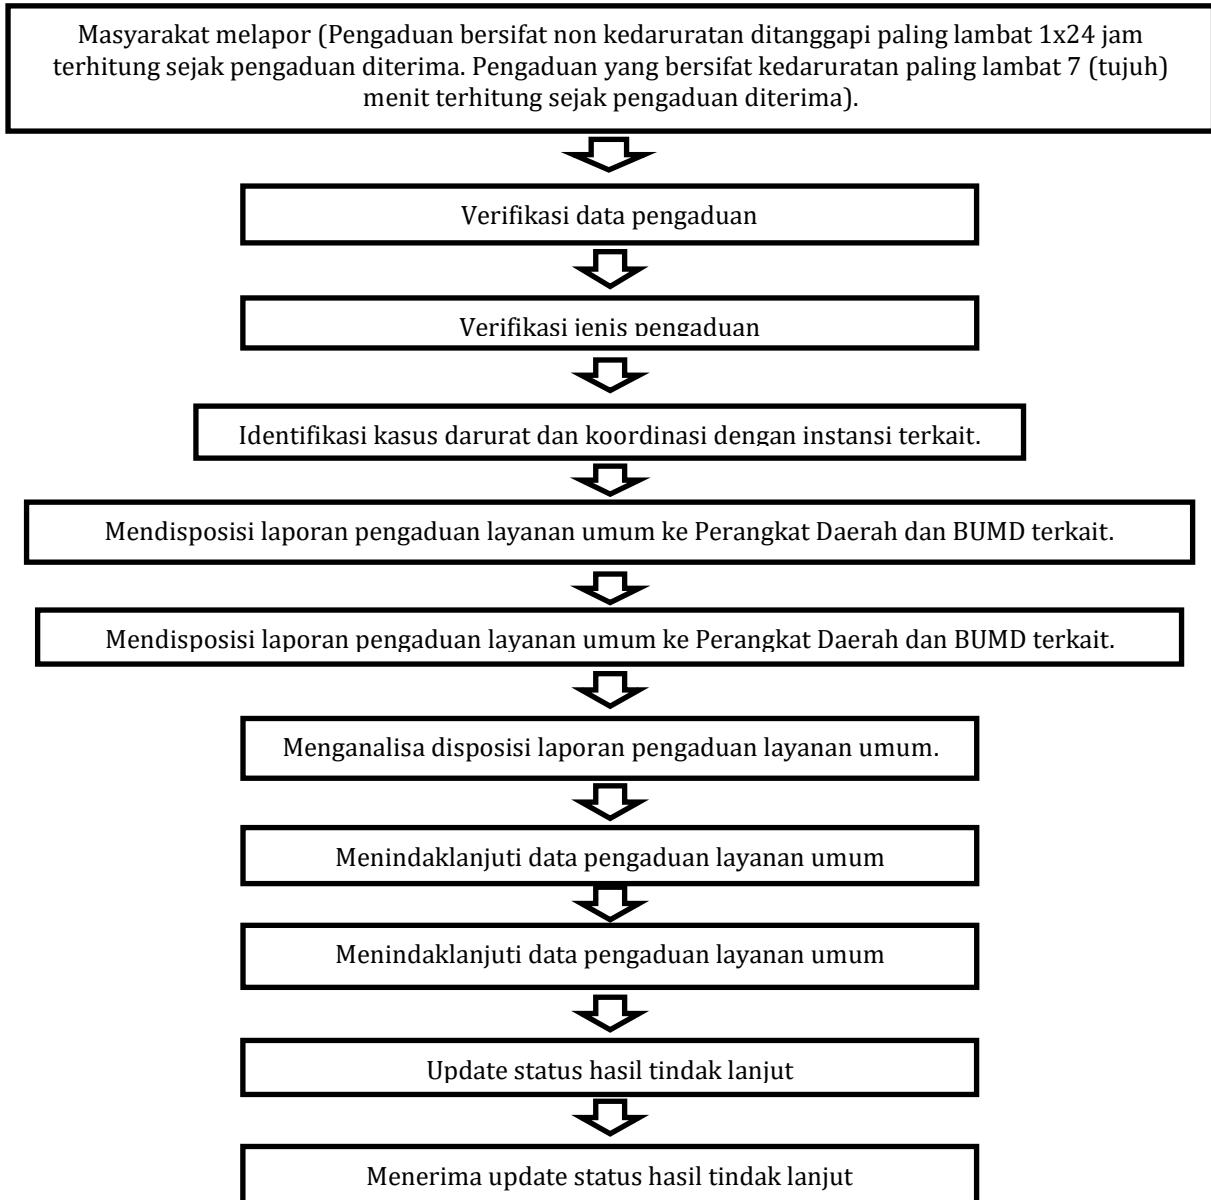 Masyarakat melapor (Pengaduan bersifat non kedaruratan ditanggapi paling lambat 1x24 jam
terhitung sejak pengaduan diterima. Pengaduan yang bersifat kedaruratan paling lambat 7 (tujuh)
menit terhitung sejak pengaduan diterima).
Verifikasi data pengaduan
Verifikasi jenis pengaduan
Identifikasi kasus darurat dan koordinasi dengan instansi terkait.
Mendisposisi laporan pengaduan layanan umum ke Perangkat Daerah dan BUMD terkait.
Mendisposisi laporan pengaduan layanan umum ke Perangkat Daerah dan BUMD terkait.
Menganalisa disposisi laporan pengaduan layanan umum.
Menindaklanjuti data pengaduan layanan umum
Menindaklanjuti data pengaduan layanan umum
Update status hasil tindak lanjut
Menerima update status hasil tindak lanjut